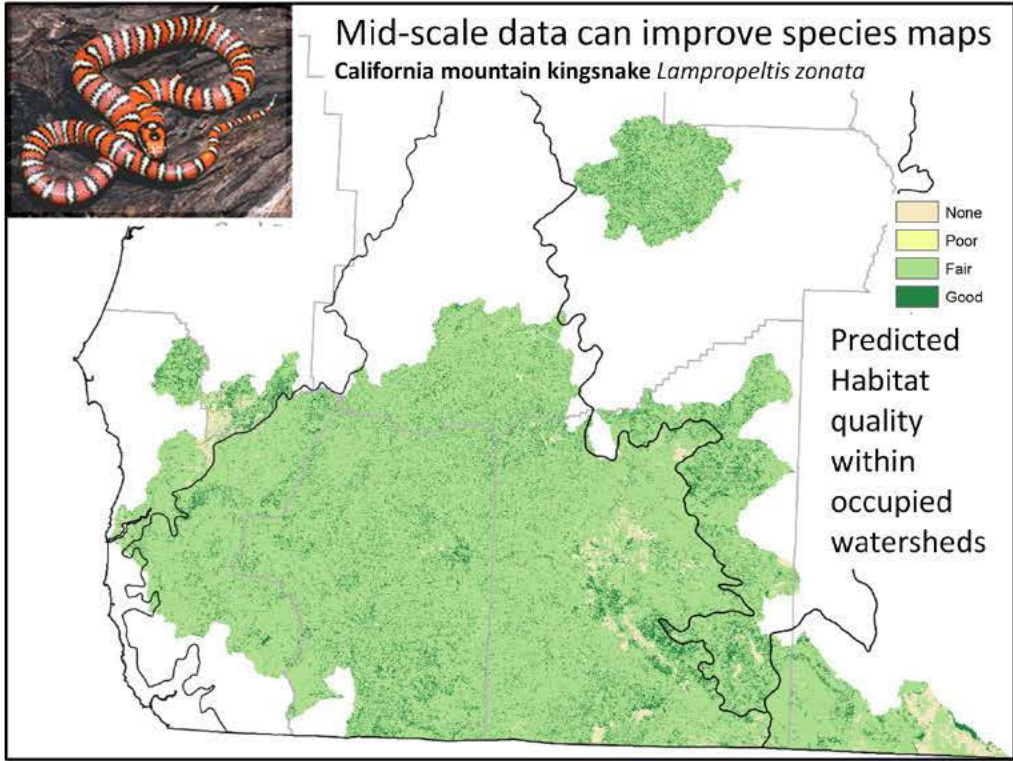 Mid-scale data can improve species maps
California mountain kingsnake Lampropeltis zonata
None
Poor
Fair
Good
Predicted
Habitat
quality
within
occupied
watersheds